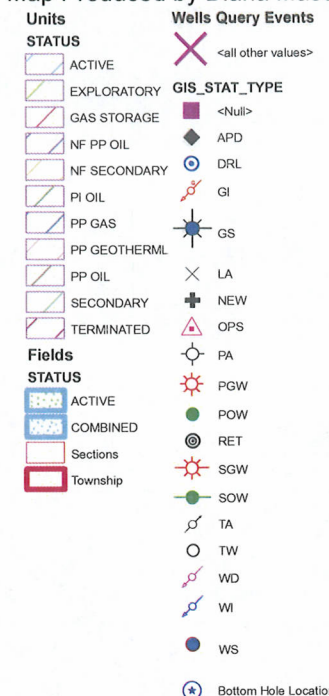 Units
STATUS
ACTIVE
EXPLORATORY
GAS STORAGE
NF PP OIL
NF SECONDARY
PI OIL
PP GAS
PP GEOTHERML
PP OIL
SECONDARY
TERMINATED
Fields
STATUS
ACTIVE
COMBINED
Sections
Township
Wells Query Events
<all other values>
GIS_STAT_TYPE
<Null>
APD
DRL
GI
GS
LA
NEW
OPS
PA
PGW
POW
RET
SGW
SOW
TA
TW
WD
WI
WS
Bottom Hole Location